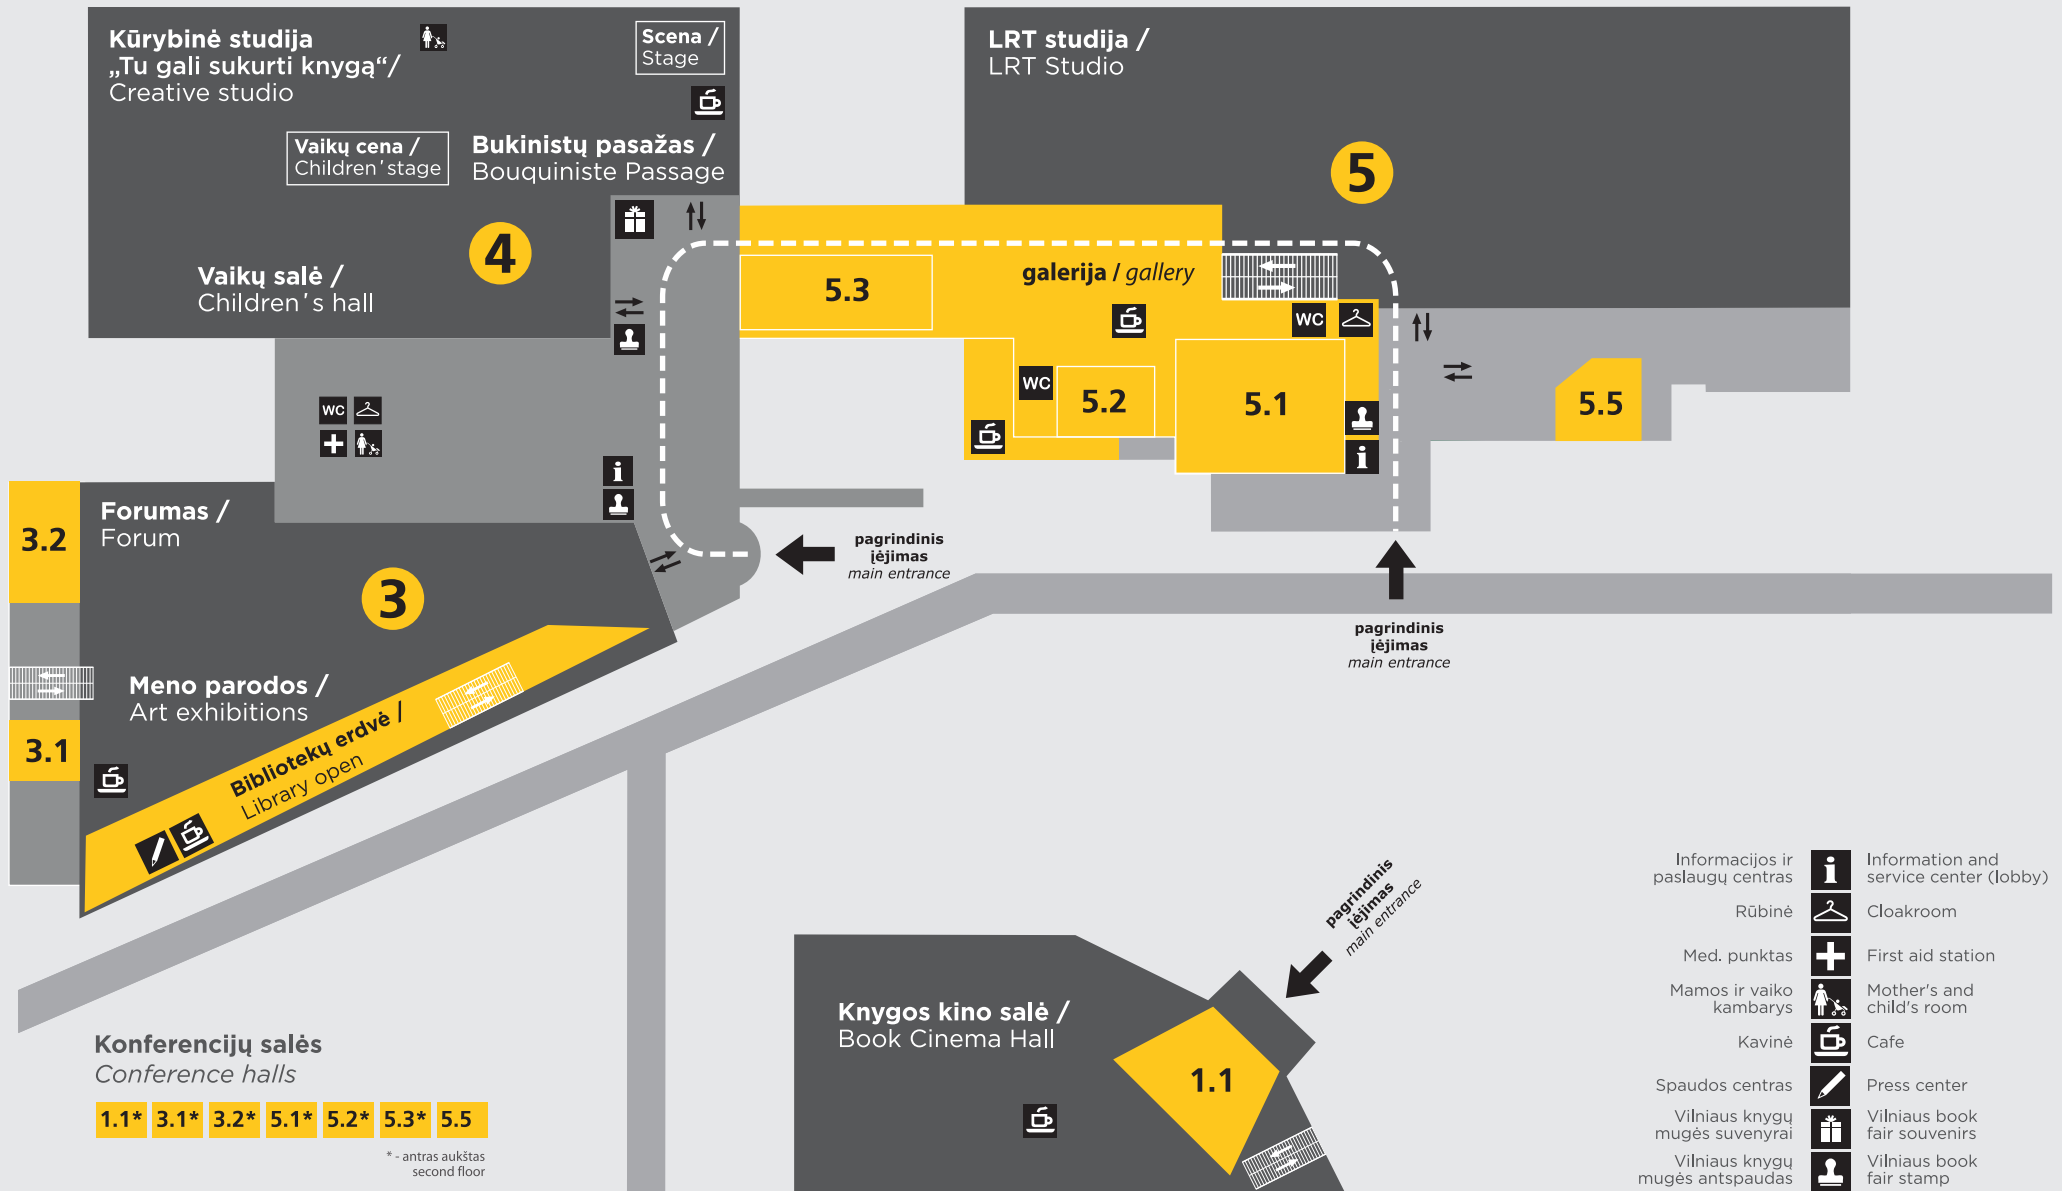 Kūrybinė studija
„Tu gali sukurti knygą“/
Creative studio
Scena /
Stage
Vaikų cena /
Children'stage
Bukinistų pasažas /
Bouquiniste Passage
4
Vaikų salė /
Children's hall
LRT studija /
LRT Studio
5
5.3
galerija / gallery
WC
WC
5.2
5.1
5.5
i
WC
i
3.2
Forumas /
Forum
3
pagrindinis
įėjimas
main entrance
pagrindinis
įėjimas
main entrance
Meno parodos /
Art exhibitions
3.1
Bibliotekų erdvė /
Library open
pagrindinis
įėjimas
main entrance
Knygos kino salė /
Book Cinema Hall
1.1
Konferencijų salės
Conference halls
1.1* 3.1* 3.2* 5.1* 5.2* 5.3* 5.5
* - antras aukštas
second floor
Informacijos ir
paslaugų centras
i
Information and
service center (lobby)
Rūbinė
Cloakroom
Med. punktas
First aid station
Mamos ir vaiko
kambarys
Mother's and
child's room
Kavinė
Cafe
Spaudos centras
Press center
Vilniaus knygų
mugės suvenyrai
Vilniaus book
fair souvenirs
Vilniaus knygų
mugės antspaudas
Vilniaus book
fair stamp